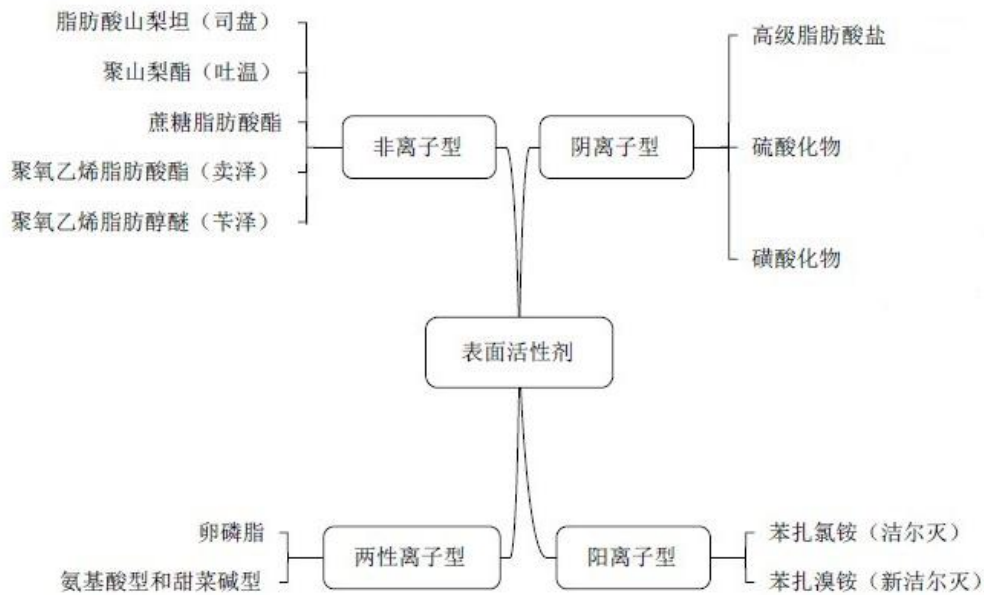 脂肪酸山梨坦（司盘）
聚山梨酯（吐温）
蔗糖脂肪酸酯
聚氧乙烯脂肪酸酯（卖泽）
聚氧乙烯脂肪醇醚（苄泽）
非离子型
阴离子型
高级脂肪酸盐
硫酸化物
磺酸化物
表面活性剂
卵磷脂
氨基酸型和甜菜碱型
两性离子型
阳离子型
苯扎氯铵（洁尔灭）
苯扎溴铵（新洁尔灭）